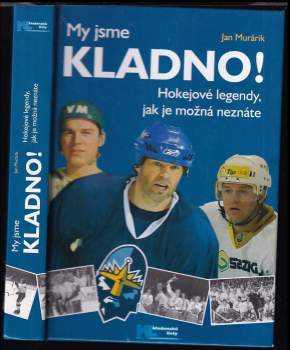 My jsme
Jan Murárik
KLADNO!
Hokejové legendy,
jak je možná neznáte
VM
Hokejové legendy,
jak je možná neznáte
Jan Murárik
My jsme
KLADNO!